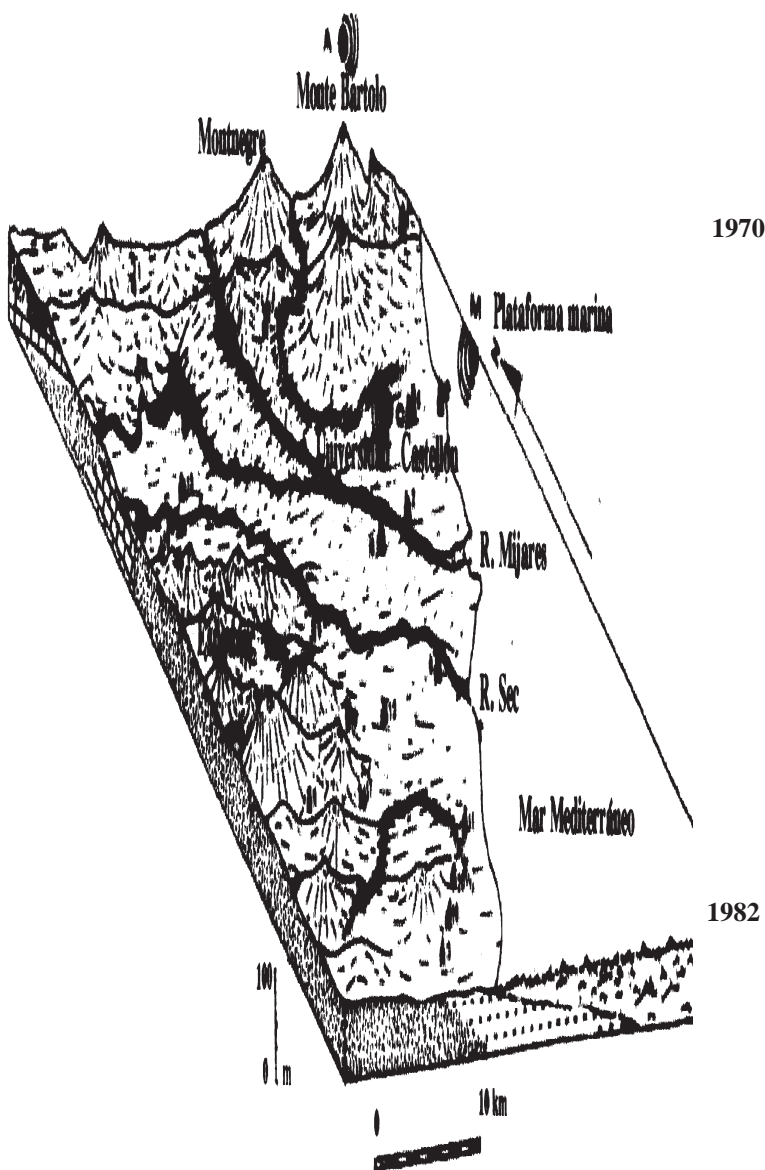 A
Monte Bartolo
Montnegre
1970
M
Plataforma marina
Castellón
R. Mijares
R. Sec
Mar Mediterráneo
1982
100
0 m
10 km
0